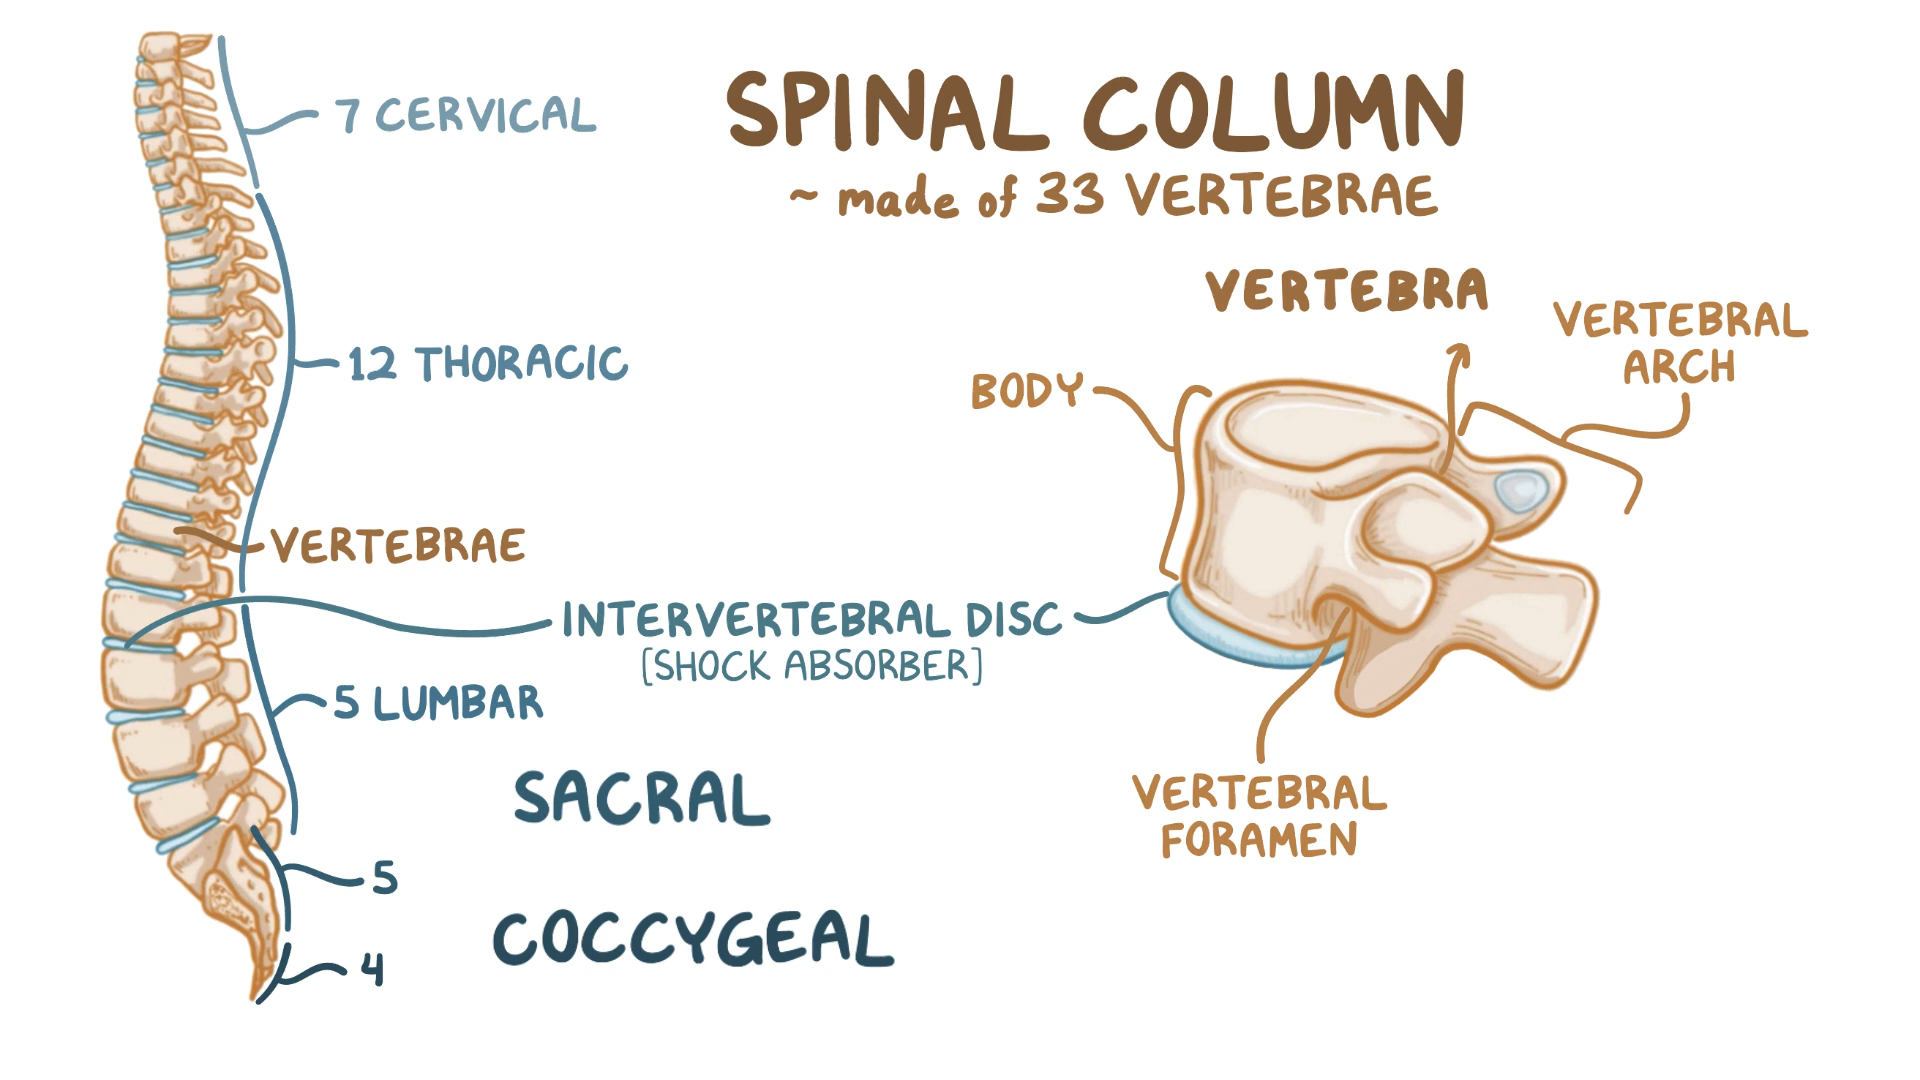 SPINAL COLUMN
~ made of 33 VERTEBRAE
7 CERVICAL
12 THORACIC
VERTEBRAE
INTERVERTEBRAL DISC
[SHOCK ABSORBER]
5 LUMBAR
SACRAL
5
COCCYGEAL
4
VERTEBRA
VERTEBRAL
ARCH
BODY
VERTEBRAL
FORAMEN